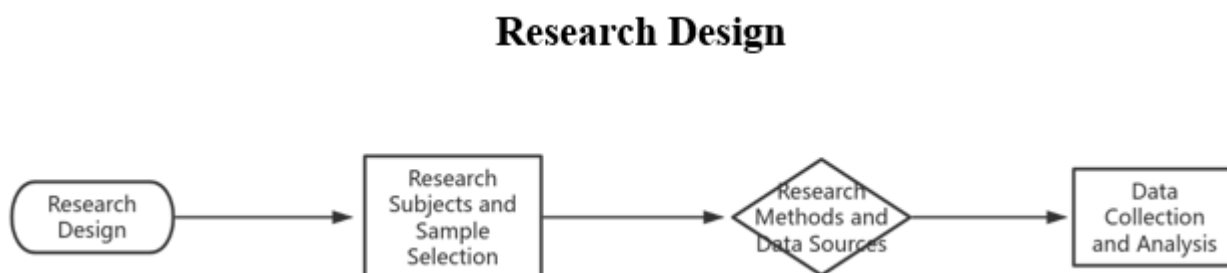 Research Design
Research
Design
Research
Subjects and
Sample
Selection
Research
Methods and
Data Sources
Data
Collection
and Analysis